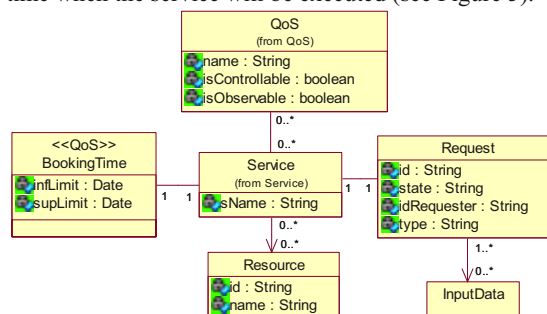 time when the service will be executed (see Figure 5).
QoS
(from QoS)
name : String
isControllable : boolean
isObservable : boolean
0..*
0..*
<<QoS>>
BookingTime
infLimit : Date
supLimit : Date
1
1
Service
(from Service)
sName : String
1
1
Request
id : String
state : String
idRequester : String
type : String
0..*
0..*
Resource
id : String
name : String
1..*
0..*
InputData